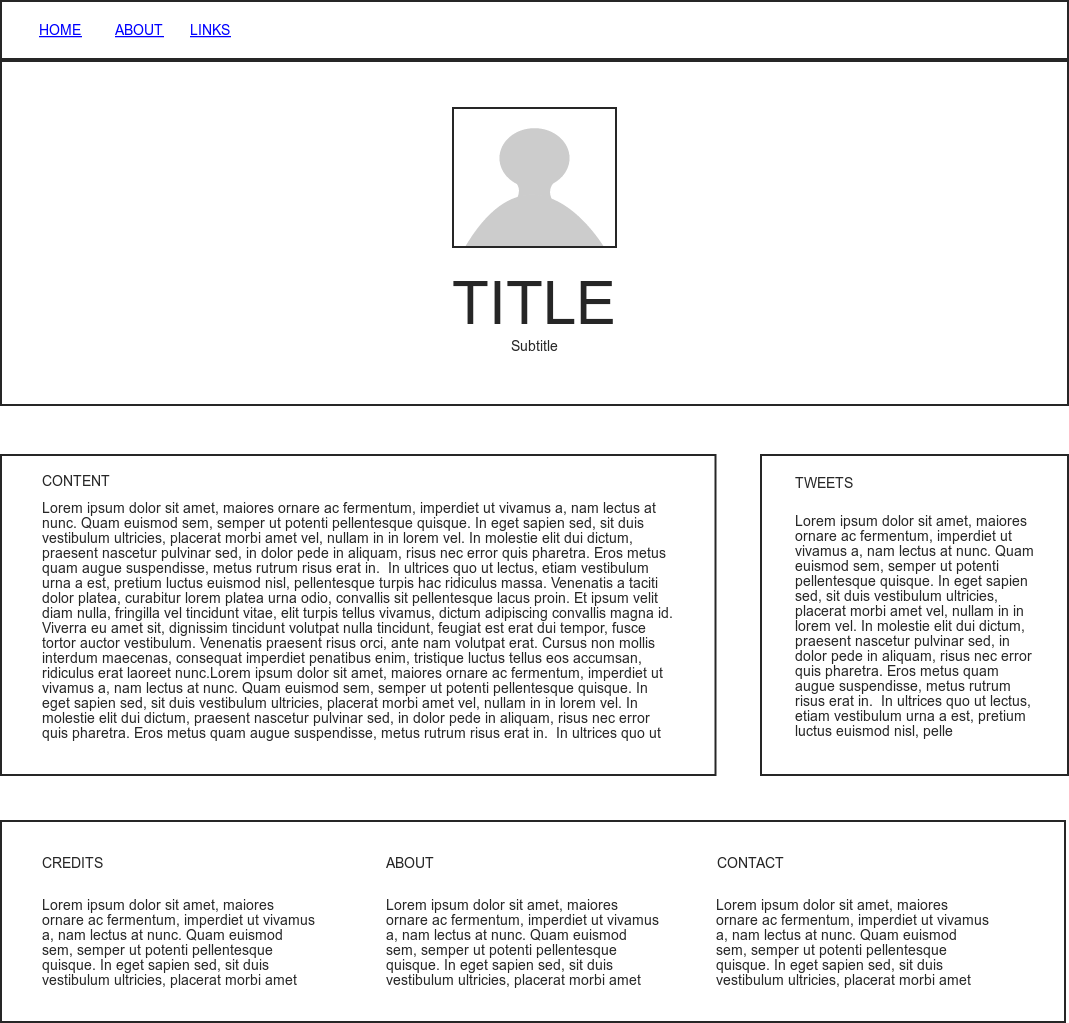 HOME ABOUT LINKS
TITLE
Subtitle
CONTENT
Lorem ipsum dolor sit amet, maiores ornare ac fermentum, imperdiet ut vivamus a, nam lectus at
nunc. Quam euismod sem, semper ut potenti pellentesque quisque. In eget sapien sed, sit duis
vestibulum ultricies, placerat morbi amet vel, nullam in in lorem vel. In molestie elit dui dictum,
praesent nascetur pulvinar sed, in dolor pede in aliquam, risus nec error quis pharetra. Eros metus
quam augue suspendisse, metus rutrum risus erat in.  In ultrices quo ut lectus, etiam vestibulum
urna a est, pretium luctus euismod nisl, pellentesque turpis hac ridiculus massa. Venenatis a taciti
dolor platea, curabitur lorem platea urna odio, convallis sit pellentesque lacus proin. Et ipsum velit
diam nulla, fringilla vel tincidunt vitae, elit turpis tellus vivamus, dictum adipiscing convallis magna id.
Viverra eu amet sit, dignissim tincidunt volutpat nulla tincidunt, feugiat est erat dui tempor, fusce
tortor auctor vestibulum. Venenatis praesent risus orci, ante nam volutpat erat. Cursus non mollis
interdum maecenas, consequat imperdiet penatibus enim, tristique luctus tellus eos accumsan,
ridiculus erat laoreet nunc.Lorem ipsum dolor sit amet, maiores ornare ac fermentum, imperdiet ut
vivamus a, nam lectus at nunc. Quam euismod sem, semper ut potenti pellentesque quisque. In
eget sapien sed, sit duis vestibulum ultricies, placerat morbi amet vel, nullam in in lorem vel. In
molestie elit dui dictum, praesent nascetur pulvinar sed, in dolor pede in aliquam, risus nec error
quis pharetra. Eros metus quam augue suspendisse, metus rutrum risus erat in.  In ultrices quo ut
TWEETS
Lorem ipsum dolor sit amet, maiores
ornare ac fermentum, imperdiet ut
vivamus a, nam lectus at nunc. Quam
euismod sem, semper ut potenti
pellentesque quisque. In eget sapien
sed, sit duis vestibulum ultricies,
placerat morbi amet vel, nullam in in
lorem vel. In molestie elit dui dictum,
praesent nascetur pulvinar sed, in
dolor pede in aliquam, risus nec error
quis pharetra. Eros metus quam
augue suspendisse, metus rutrum
risus erat in.  In ultrices quo ut lectus,
etiam vestibulum urna a est, pretium
luctus euismod nisl, pelle
CREDITS
Lorem ipsum dolor sit amet, maiores
ornare ac fermentum, imperdiet ut vivamus
a, nam lectus at nunc. Quam euismod
sem, semper ut potenti pellentesque
quisque. In eget sapien sed, sit duis
vestibulum ultricies, placerat morbi amet
ABOUT
Lorem ipsum dolor sit amet, maiores
ornare ac fermentum, imperdiet ut vivamus
a, nam lectus at nunc. Quam euismod
sem, semper ut potenti pellentesque
quisque. In eget sapien sed, sit duis
vestibulum ultricies, placerat morbi amet
CONTACT
Lorem ipsum dolor sit amet, maiores
ornare ac fermentum, imperdiet ut vivamus
a, nam lectus at nunc. Quam euismod
sem, semper ut potenti pellentesque
quisque. In eget sapien sed, sit duis
vestibulum ultricies, placerat morbi amet